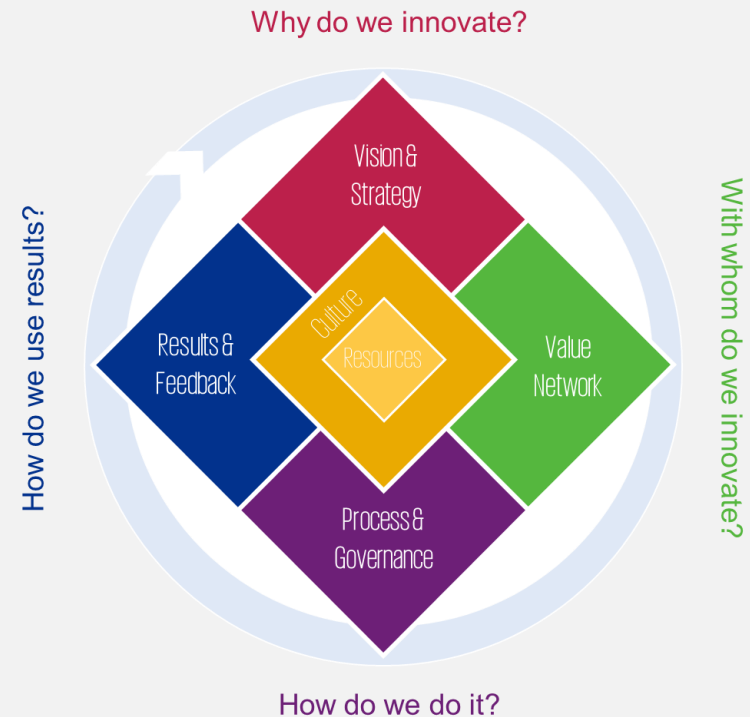 Why do we innovate?
Vision &
Strategy
How do we use results?
Results &
Feedback
Culture
Resources
Value
Network
With whom do we innovate?
Process &
Governance
How do we do it?